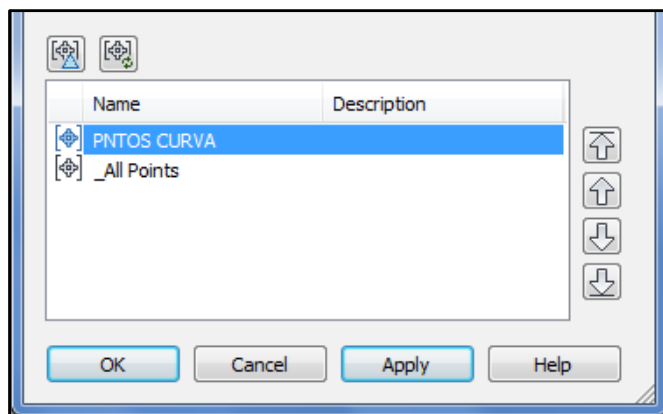 Name Description
PNTOS CURVA
_All Points
OK Cancel Apply Help